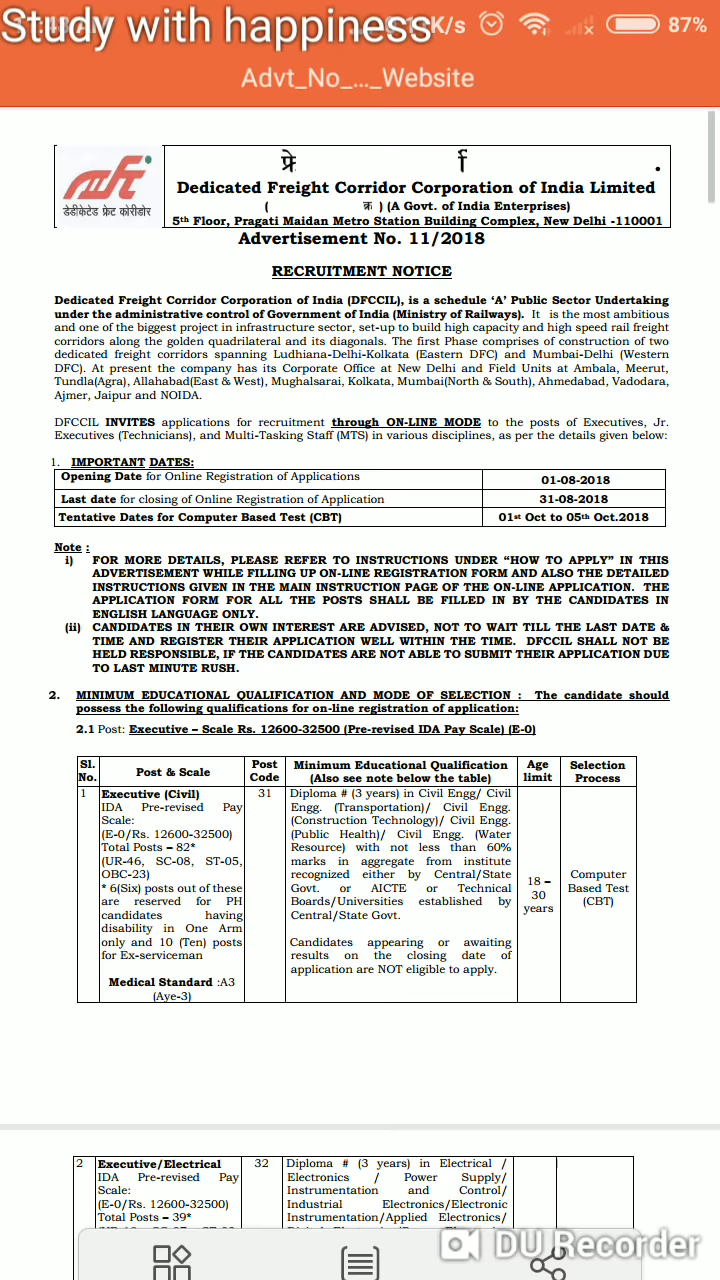 Study with happiness
K/s 87%
Advt_No_..._Website
डेडीकेटेड फ्रेट कोरीडोर
Dedicated Freight Corridor Corporation of India Limited
) (A Govt. of India Enterprises)
5th Floor, Pragati Maidan Metro Station Building Complex, New Delhi -110001
Advertisement No. 11/2018
RECRUITMENT NOTICE
Dedicated Freight Corridor Corporation of India (DFCCIL), is a schedule ‘A’ Public Sector Undertaking
under the administrative control of Government of India (Ministry of Railways). It is the most ambitious
and one of the biggest project in infrastructure sector, set-up to build high capacity and high speed rail freight
corridors along the golden quadrilateral and its diagonals. The first Phase comprises of construction of two
dedicated freight corridors spanning Ludhiana-Delhi-Kolkata (Eastern DFC) and Mumbai-Delhi (Western
DFC). At present the company has its Corporate Office at New Delhi and Field Units at Ambala, Meerut,
Tundla(Agra), Allahabad(East & West), Mughalsarai, Kolkata, Mumbai(North & South), Ahmedabad, Vadodara,
Ajmer, Jaipur and NOIDA.
DFCCIL INVITES applications for recruitment through ON-LINE MODE to the posts of Executives, Jr.
Executives (Technicians), and Multi-Tasking Staff (MTS) in various disciplines, as per the details given below:
1. IMPORTANT DATES:
Opening Date for Online Registration of Applications 01-08-2018
Last date for closing of Online Registration of Application 31-08-2018
Tentative Dates for Computer Based Test (CBT) 01st Oct to 05th Oct.2018
Note :
i) FOR MORE DETAILS, PLEASE REFER TO INSTRUCTIONS UNDER “HOW TO APPLY” IN THIS
ADVERTISEMENT WHILE FILLING UP ON-LINE REGISTRATION FORM AND ALSO THE DETAILED
INSTRUCTIONS GIVEN IN THE MAIN INSTRUCTION PAGE OF THE ON-LINE APPLICATION. THE
APPLICATION FORM FOR ALL THE POSTS SHALL BE FILLED IN BY THE CANDIDATES IN
ENGLISH LANGUAGE ONLY.
(ii) CANDIDATES IN THEIR OWN INTEREST ARE ADVISED, NOT TO WAIT TILL THE LAST DATE &
TIME AND REGISTER THEIR APPLICATION WELL WITHIN THE TIME. DFCCIL SHALL NOT BE
HELD RESPONSIBLE, IF THE CANDIDATES ARE NOT ABLE TO SUBMIT THEIR APPLICATION DUE
TO LAST MINUTE RUSH.
2. MINIMUM EDUCATIONAL QUALIFICATION AND MODE OF SELECTION : The candidate should
possess the following qualifications for on-line registration of application:
2.1 Post: Executive – Scale Rs. 12600-32500 (Pre-revised IDA Pay Scale) (E-0)
Sl. No. Post & Scale Post Code Minimum Educational Qualification (Also see note below the table) Age limit Selection Process
1 Executive (Civil) 31
IDA Pre-revised Pay
Scale:
(E-0/Rs. 12600-32500)
Total Posts – 82*
(UR-46, SC-08, ST-05,
OBC-23)
* 6(Six) posts out of these
are reserved for PH
candidates having
disability in One Arm
only and 10 (Ten) posts
for Ex-serviceman
Medical Standard :A3
(Aye-3)
Diploma # (3 years) in Civil Engg/ Civil
Engg. (Transportation)/ Civil Engg.
(Construction Technology)/ Civil Engg.
(Public Health)/ Civil Engg. (Water
Resource) with not less than 60%
marks in aggregate from institute
recognized either by Central/State
Govt. or AICTE or Technical
Boards/Universities established by
Central/State Govt.
Candidates appearing or awaiting
results on the closing date of
application are NOT eligible to apply.
18 –
30
years
Computer
Based Test
(CBT)
2 Executive/Electrical 32
IDA Pre-revised Pay
Scale:
(E-0/Rs. 12600-32500)
Total Posts – 39*
Diploma # (3 years) in Electrical /
Electronics / Power Supply/
Instrumentation and Control/
Industrial Electronics/Electronic
Instrumentation/Applied Electronics/
DU Recorder